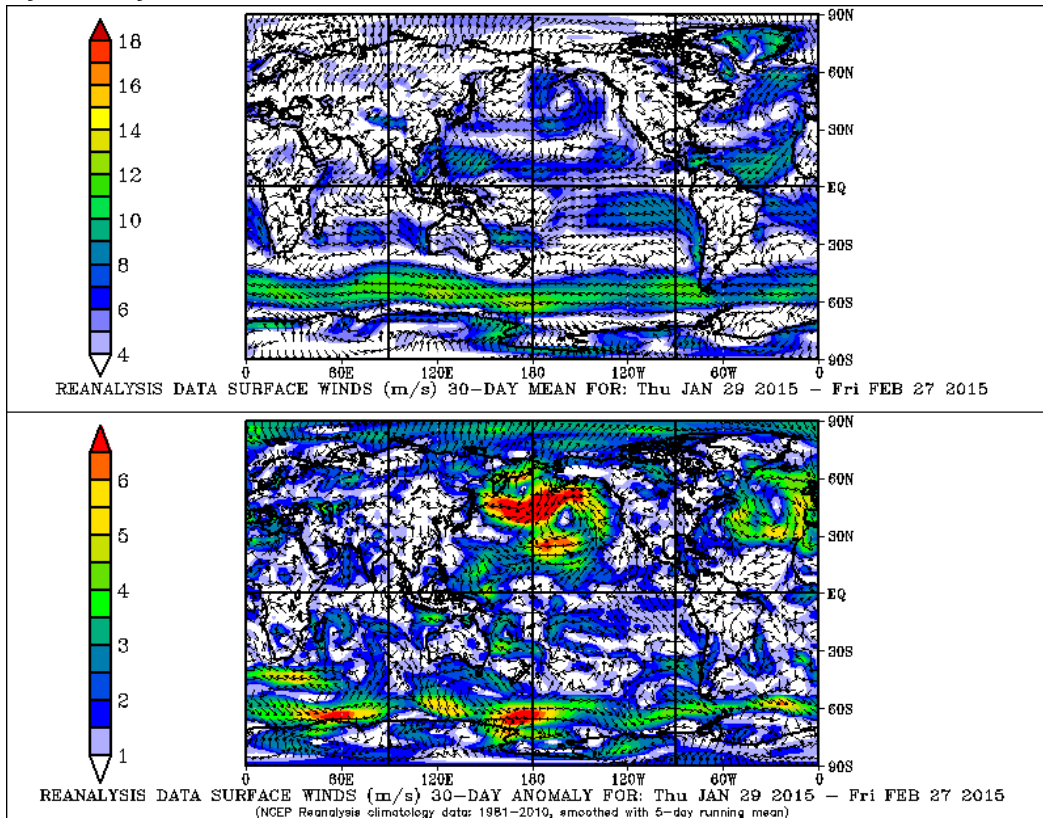 18
16
14
12
10
8
6
4
90N
60N
30N
EQ
30S
60S
90S
0 60E 120E 180 120W 60W 0
REANALYSIS DATA SURFACE WINDS (m/s) 30-DAY MEAN FOR: Thu JAN 29 2015 - Fri FEB 27 2015
6
5
4
3
2
1
90N
60N
30N
EQ
30S
60S
90S
0 60E 120E 180 120W 60W 0
REANALYSIS DATA SURFACE WINDS (m/s) 30-DAY ANOMALY FOR: Thu JAN 29 2015 - Fri FEB 27 2015
(NCEP Reanalysis climatology data: 1981-2010, smoothed with 5-day running mean)